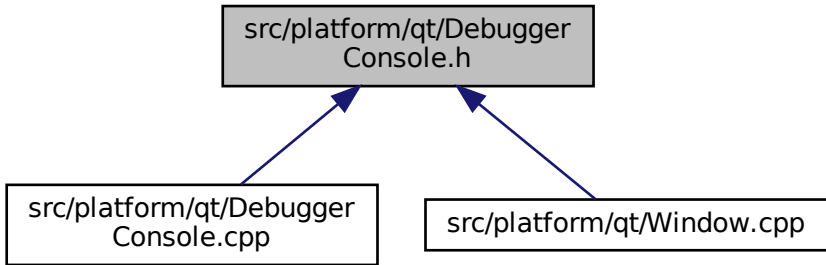 src/platform/qt/Debugger
Console.h
src/platform/qt/Debugger
Console.cpp
src/platform/qt/Window.cpp